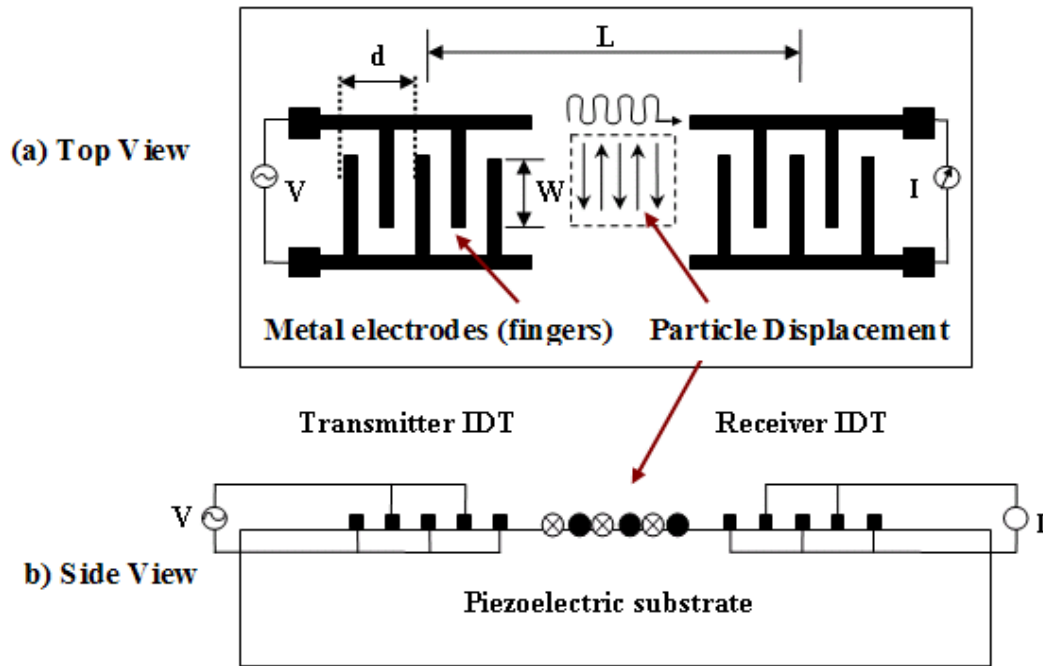 L
d
(a) Top View
V
W
I
Metal electrodes (fingers)
Particle Displacement
Transmitter IDT
Receiver IDT
V
I
b) Side View
Piezoelectric substrate